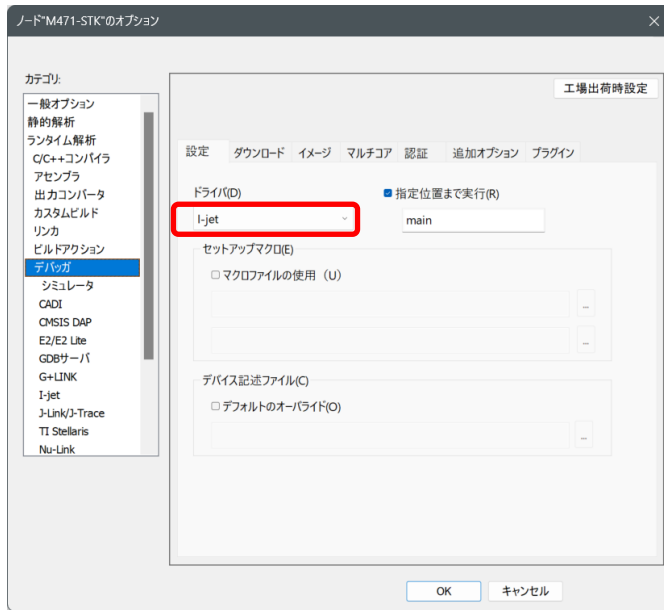 ノード"M471-STK"のオプション
カテゴリ:
一般オプション
静的解析
ランタイム解析
C/C++コンパイラ
アセンブラ
出力コンバータ
カスタムビルド
リンカ
ビルドアクション
デバッガ
シミュレータ
CADI
CMSIS DAP
E2/E2 Lite
GDBサーバ
G+LINK
I-jet
J-Link/J-Trace
TI Stellaris
Nu-Link
工場出荷時設定
設定 ダウンロード イメージ マルチコア 認証 追加オプション プラグイン
ドライバ(D)
指定位置まで実行(R)
I-jet
main
セットアップマクロ(E)
マクロファイルの使用（U）
...
...
デバイス記述ファイル(C)
デフォルトのオーバライド(O)
...
OK キャンセル